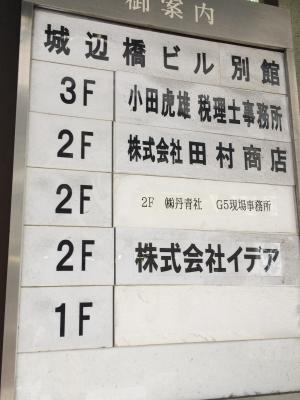 御案内
城辺橋ビル別館
3F 小田虎雄 税理士事務所
2F 株式会社 田村商店
2F 2F ㈱丹青社 G5現場事務所
2F 株式会社イデア
1F